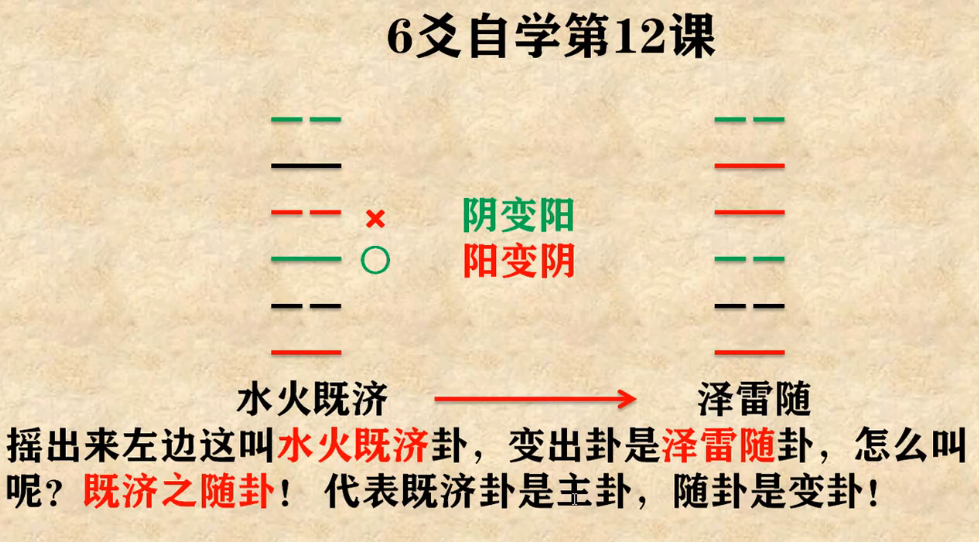 6爻自学第12课
× 阴变阳
○ 阳变阴
水火既济 泽雷随
摇出来左边这叫水火既济卦，变出卦是泽雷随卦，怎么叫
呢？既济之随卦！ 代表既济卦是主卦，随卦是变卦！